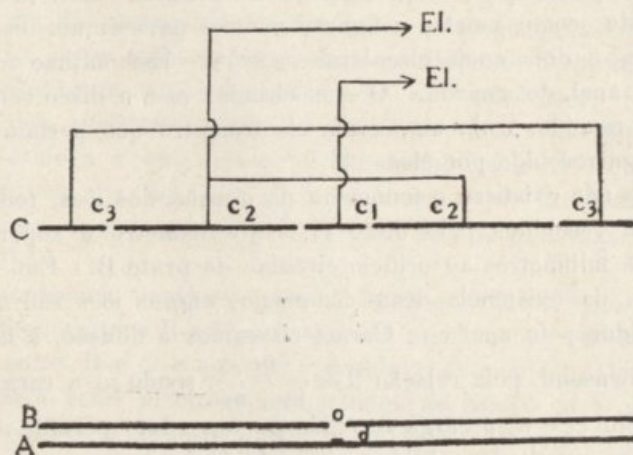 El.
El.
C c₃ c₂ c₁ c₂ c₃
B o
A d